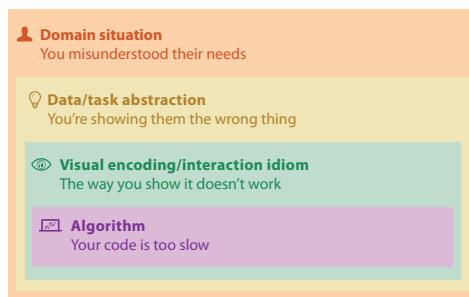 Domain situation
You misunderstood their needs
Data/task abstraction
You're showing them the wrong thing
Visual encoding/interaction idiom
The way you show it doesn't work
Algorithm
Your code is too slow